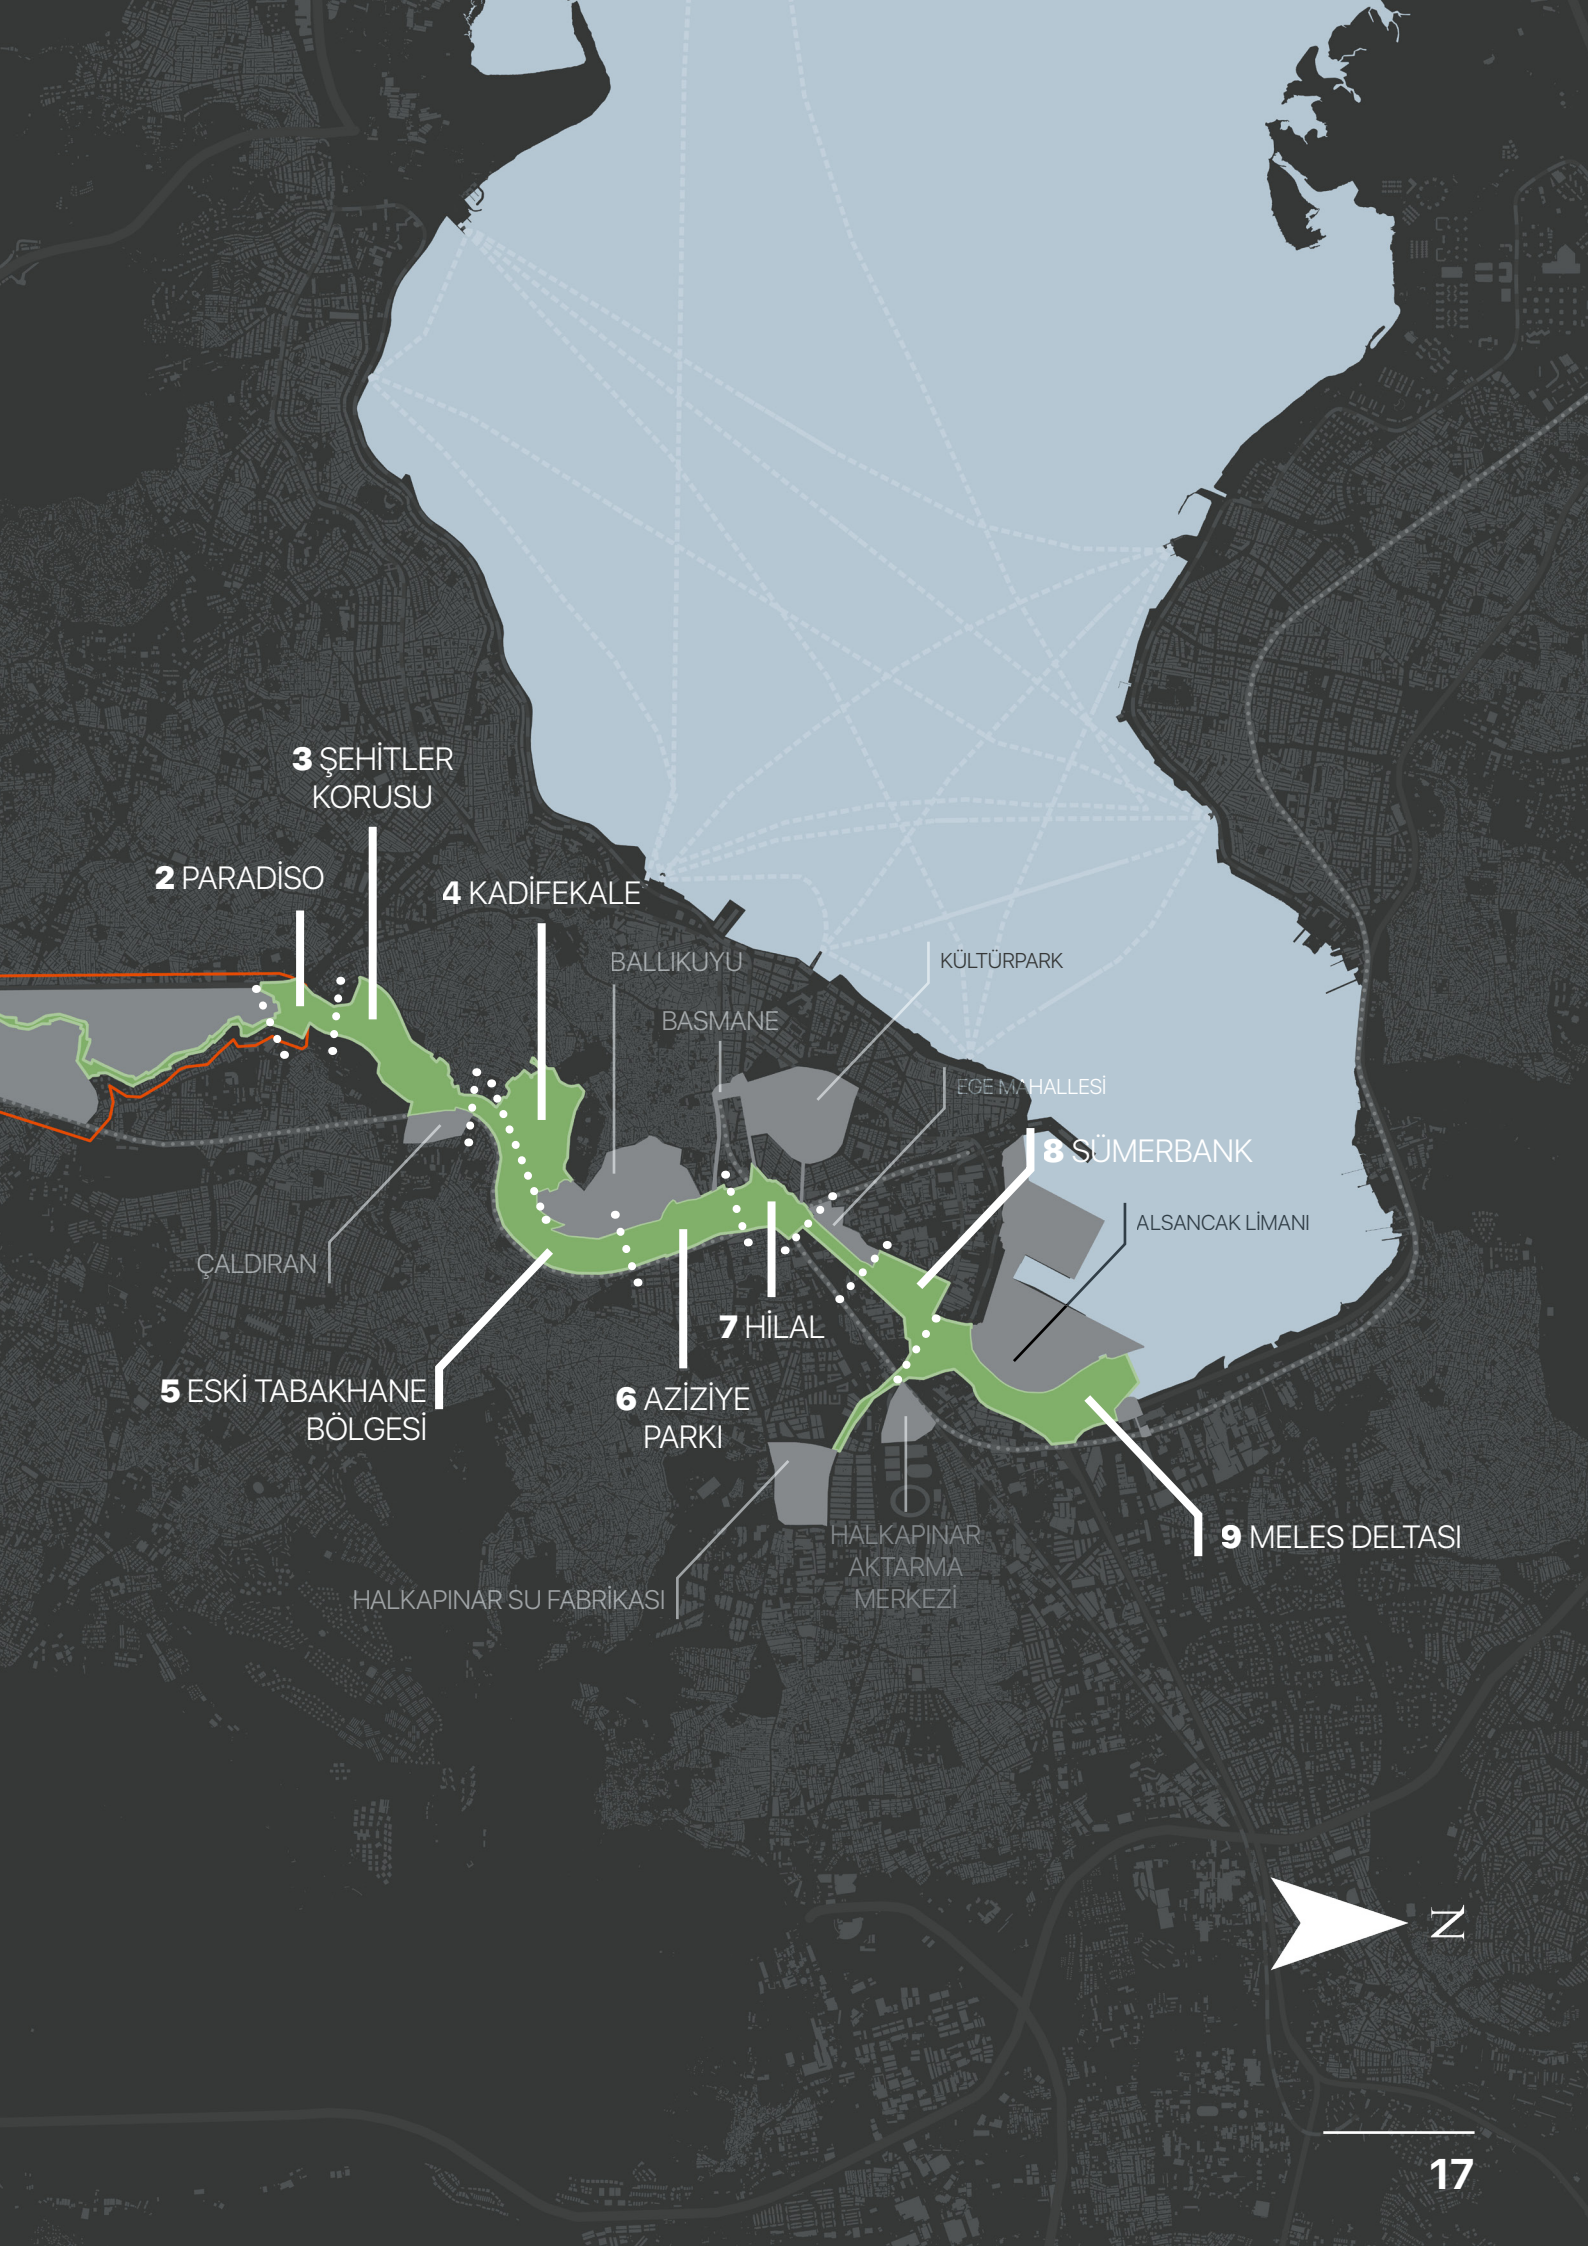 3 ŞEHİTLER
KORUSU
2 PARADİSO
4 KADİFEKALE
BALLIKUYU
KÜLTÜRPARK
BASMANE
EGE MAHALLESİ
8 SÜMERBANK
ALSANCAK LİMANI
ÇALDIRAN
7 HİLAL
5 ESKİ TABAKHANE
BÖLGESİ
6 AZİZİYE
PARKI
9 MELES DELTASI
HALKAPINAR
AKTARMA
MERKEZİ
HALKAPINAR SU FABRİKASI
N
17